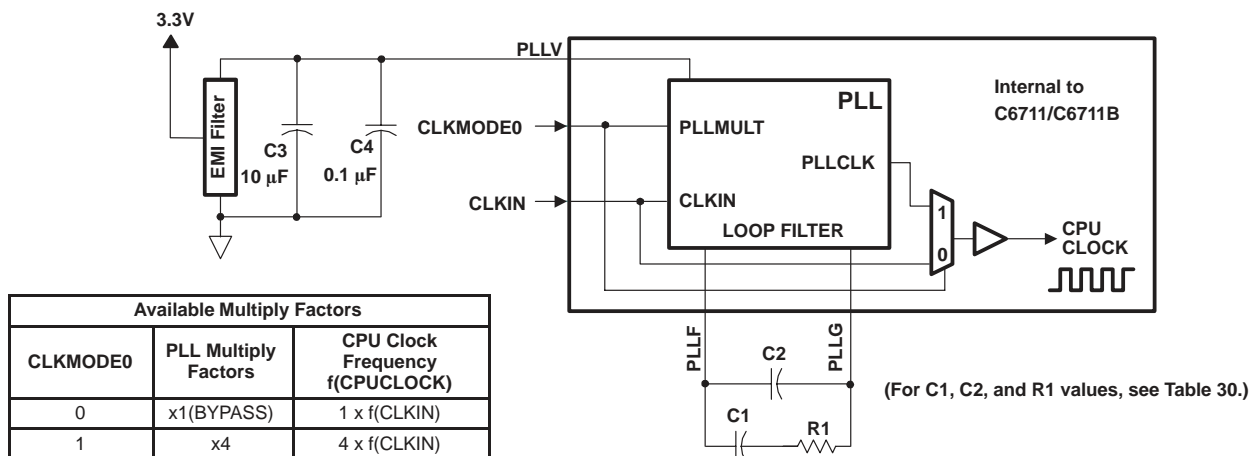 3.3V
PLLV
EMI Filter
C3
10 µF
C4
0.1 µF
CLKMODE0
CLKIN
PLL
PLLMULT
PLLCLK
CLKIN
LOOP FILTER
Internal to
C6711/C6711B
1
0
CPU
CLOCK
PLLF
PLLG
C2
C1
R1
(For C1, C2, and R1 values, see Table 30.)
Available Multiply Factors
CLKMODE0
PLL Multiply
Factors
CPU Clock
Frequency
f(CPUCLOCK)
0
x1(BYPASS)
1 x f(CLKIN)
1
x4
4 x f(CLKIN)